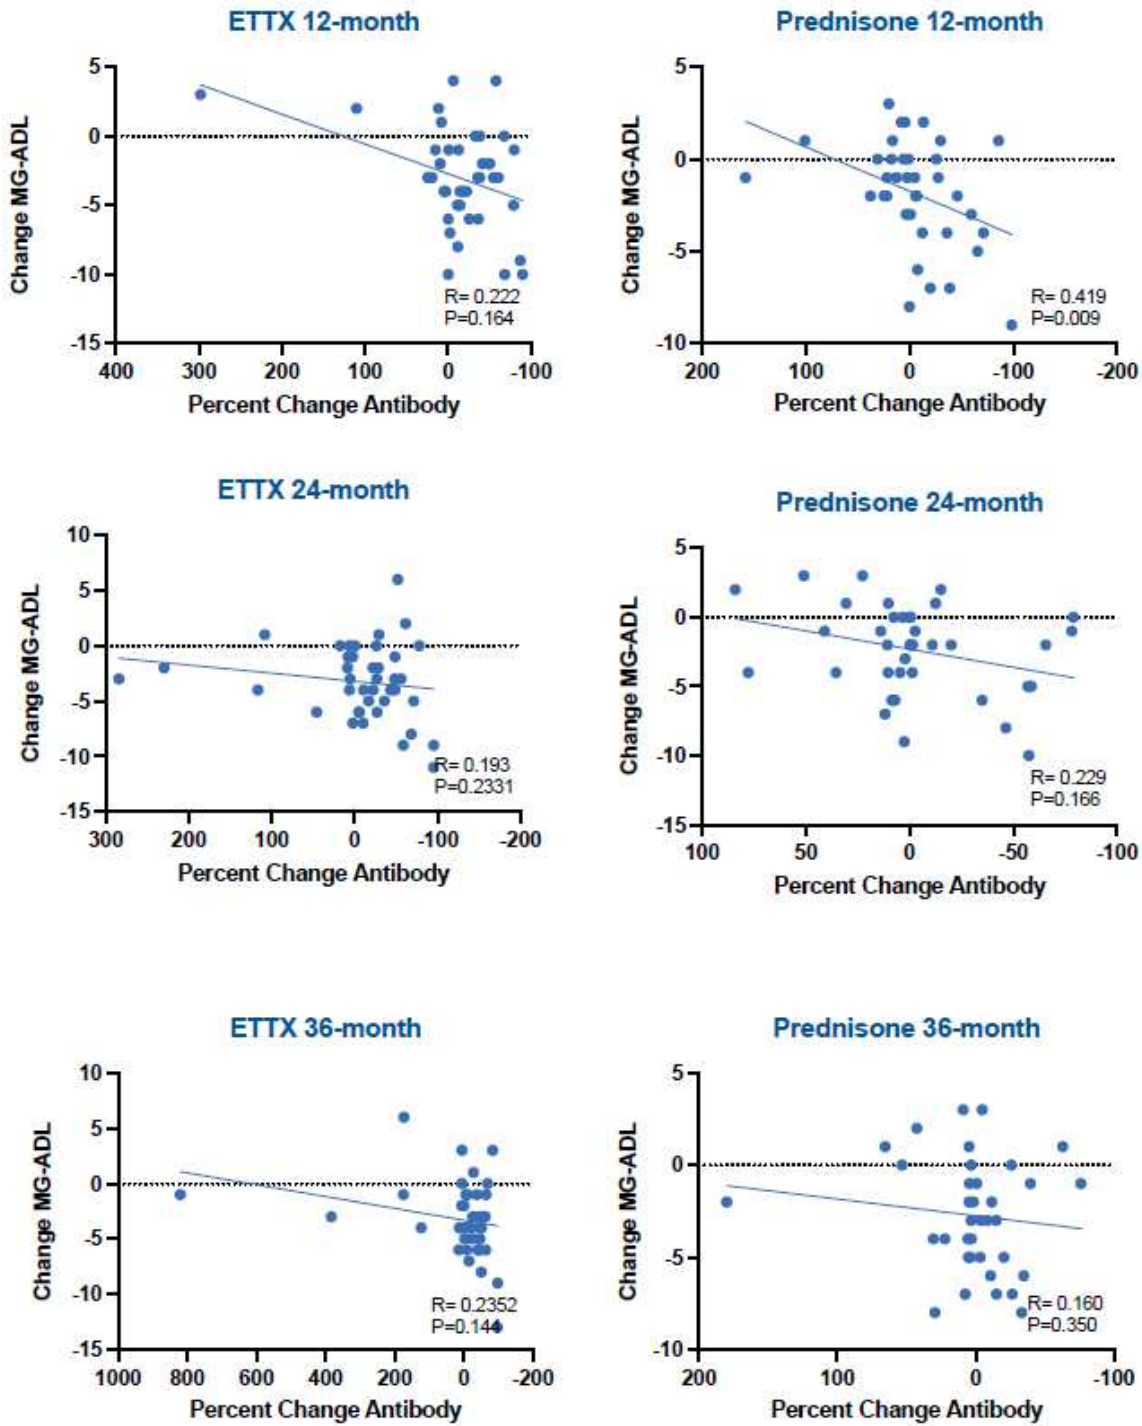 ETTX 12-month
Change MG-ADL
5
0
-5
-10
-15
400 300 200 100 0 -100
Percent Change Antibody
R= 0.222
P=0.164
Prednisone 12-month
Change MG-ADL
5
0
-5
-10
200 100 0 -100 -200
Percent Change Antibody
R= 0.419
P=0.009
ETTX 24-month
Change MG-ADL
10
5
0
-5
-10
-15
300 200 100 0 -100 -200
Percent Change Antibody
R= 0.193
P=0.2331
Prednisone 24-month
Change MG-ADL
5
0
-5
-10
-15
100 50 0 -50 -100
Percent Change Antibody
R= 0.229
P=0.166
ETTX 36-month
Change MG-ADL
10
5
0
-5
-10
-15
1000 800 600 400 200 0 -200
Percent Change Antibody
R= 0.2352
P=0.144
Prednisone 36-month
Change MG-ADL
5
0
-5
-10
200 100 0 -100
Percent Change Antibody
R= 0.160
P=0.350